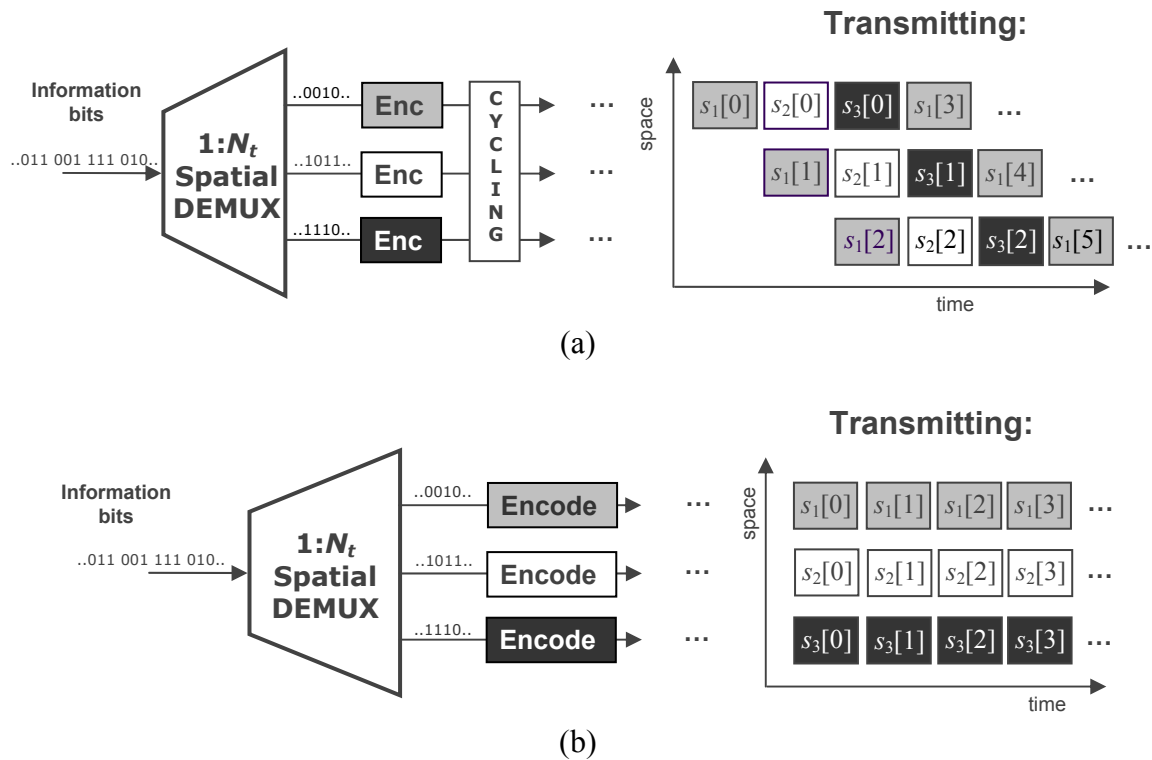 Transmitting:
Information
bits
..011 001 111 010..
1:Nt
Spatial
DEMUX
..0010..
..1011..
..1110..
Enc
Enc
Enc
C
Y
C
L
I
N
G
...
...
...
space
s1[0] s2[0] s3[0] s1[3] ...
s1[1] s2[1] s3[1] s1[4] ...
s1[2] s2[2] s3[2] s1[5] ...
time
(a)
Transmitting:
Information
bits
..011 001 111 010..
1:Nt
Spatial
DEMUX
..0010..
..1011..
..1110..
Encode
Encode
Encode
...
...
...
space
s1[0] s1[1] s1[2] s1[3] ...
s2[0] s2[1] s2[2] s2[3] ...
s3[0] s3[1] s3[2] s3[3] ...
time
(b)